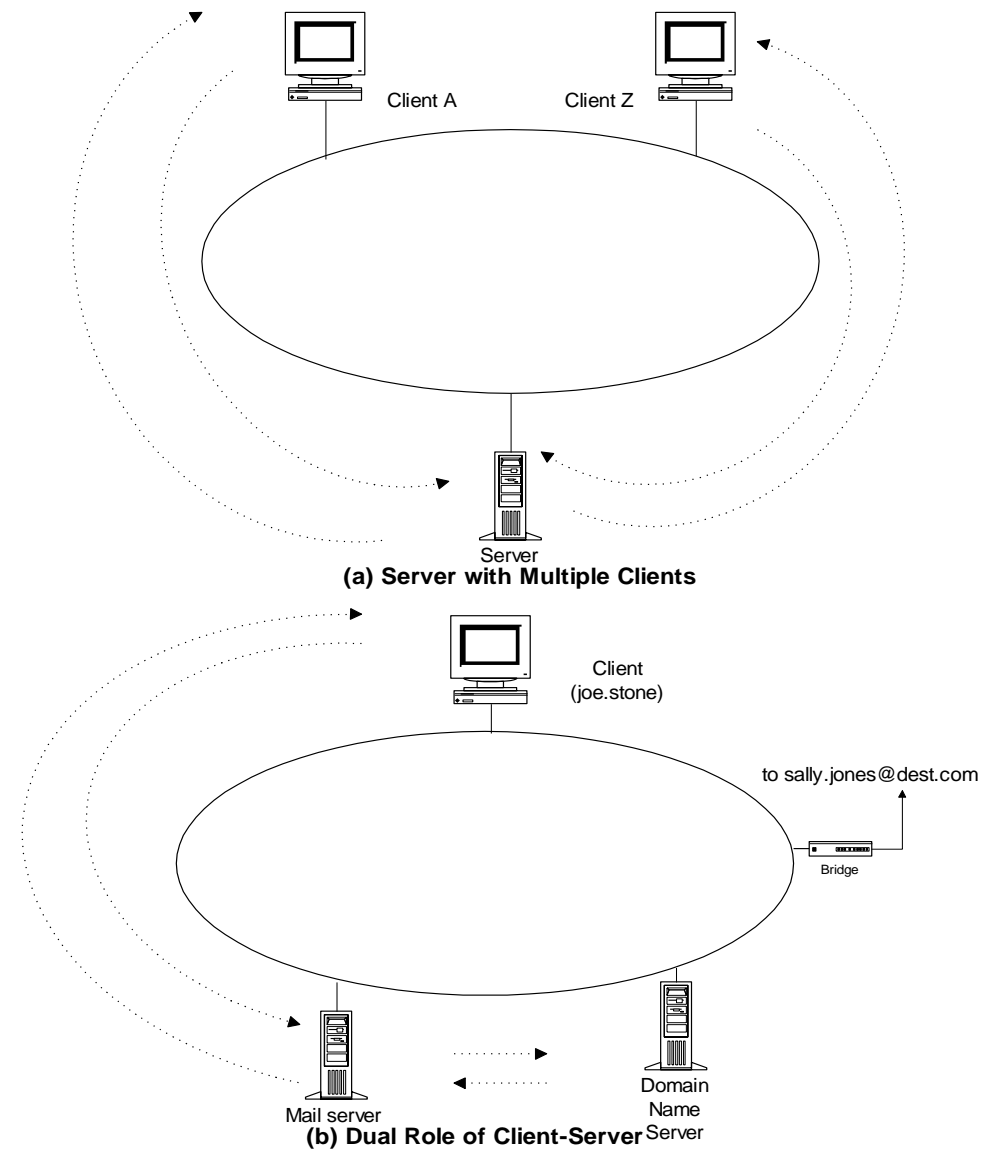 Client A
Client Z
Server
(a) Server with Multiple Clients
Client
(joe.stone)
to sally.jones@dest.com
Bridge
Mail server
Domain
Name
Server
(b) Dual Role of Client-Server